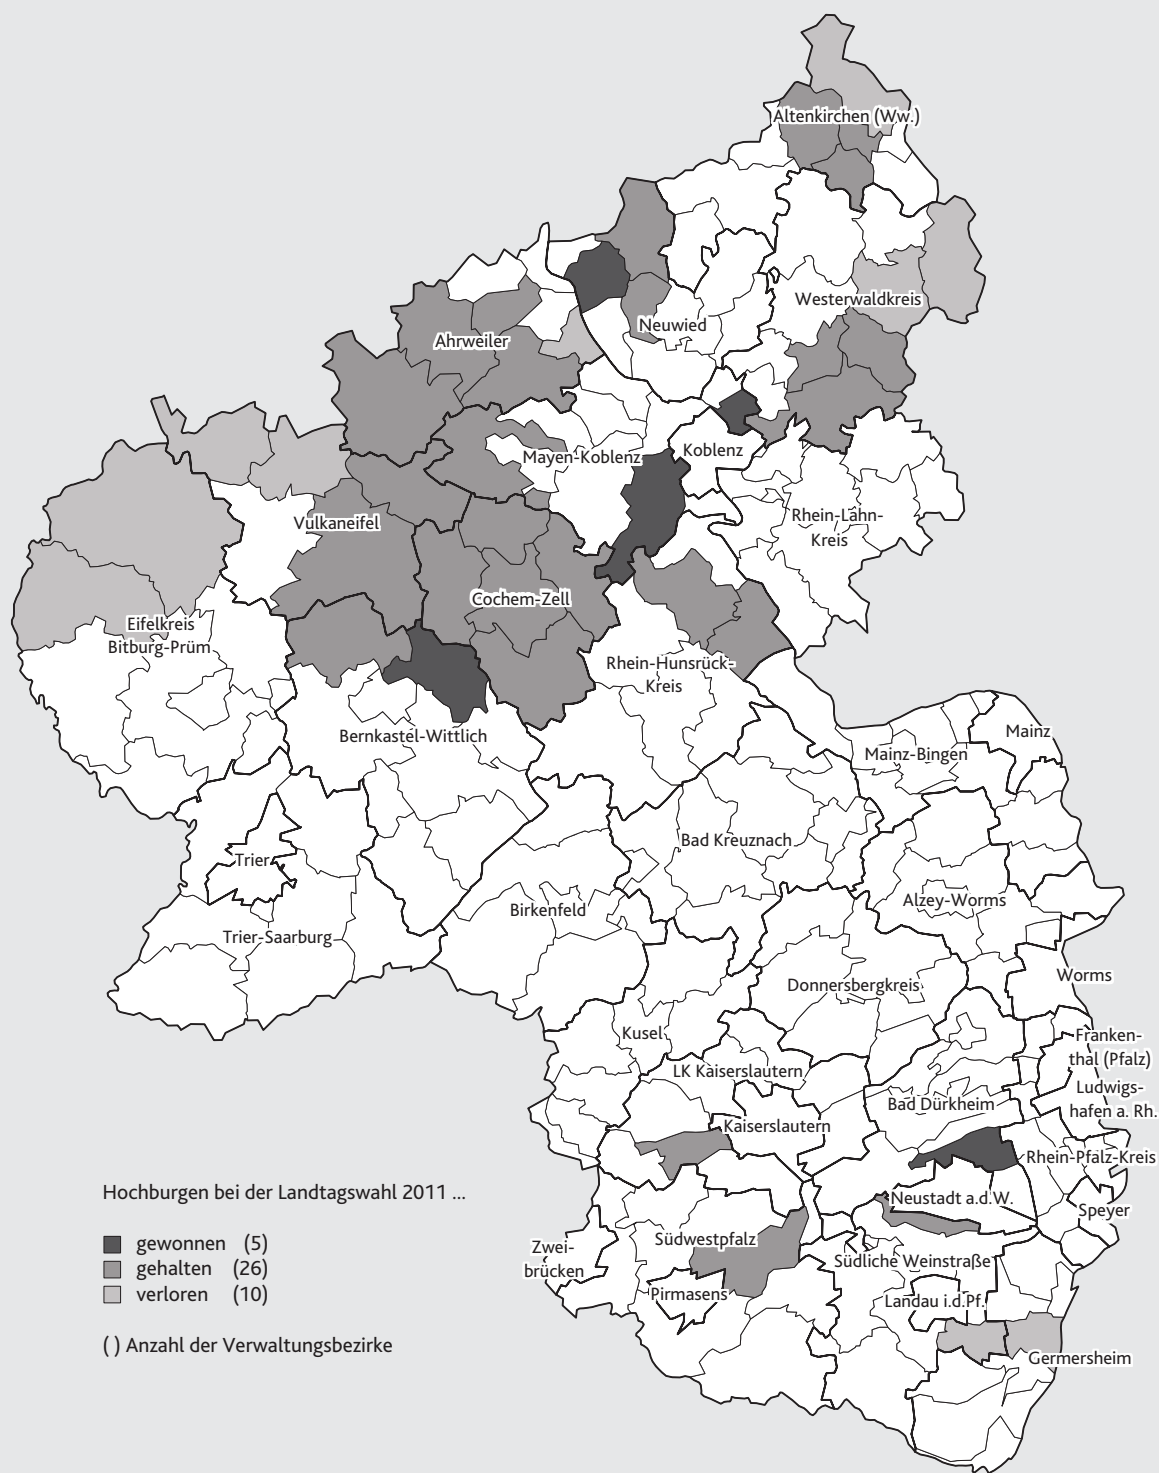 Altenkirchen (Ww.)
Westerwaldkreis
Neuwied
Ahrweiler
Mayen-Koblenz
Koblenz
Rhein-Lahn-
Kreis
Vulkaneifel
Cochem-Zell
Eifelkreis
Bitburg-Prüm
Rhein-Hunsrück-
Kreis
Bernkastel-Wittlich
Mainz
Mainz-Bingen
Bad Kreuznach
Trier
Alzey-Worms
Birkenfeld
Trier-Saarburg
Worms
Donnersbergkreis
Kusel
Franken-
thal (Pfalz)
LK Kaiserslautern
Ludwigs-
hafen a. Rh.
Bad Dürkheim
Kaiserslautern
Rhein-Pfalz-Kreis
Neustadt a.d.W.
Speyer
Südwestpfalz
Zwei-
brücken
Südliche Weinstraße
Pirmasens
Landau i.d.Pf.
Germersheim
Hochburgen bei der Landtagswahl 2011 ...
gewonnen (5)
gehalten (26)
verloren (10)
( ) Anzahl der Verwaltungsbezirke